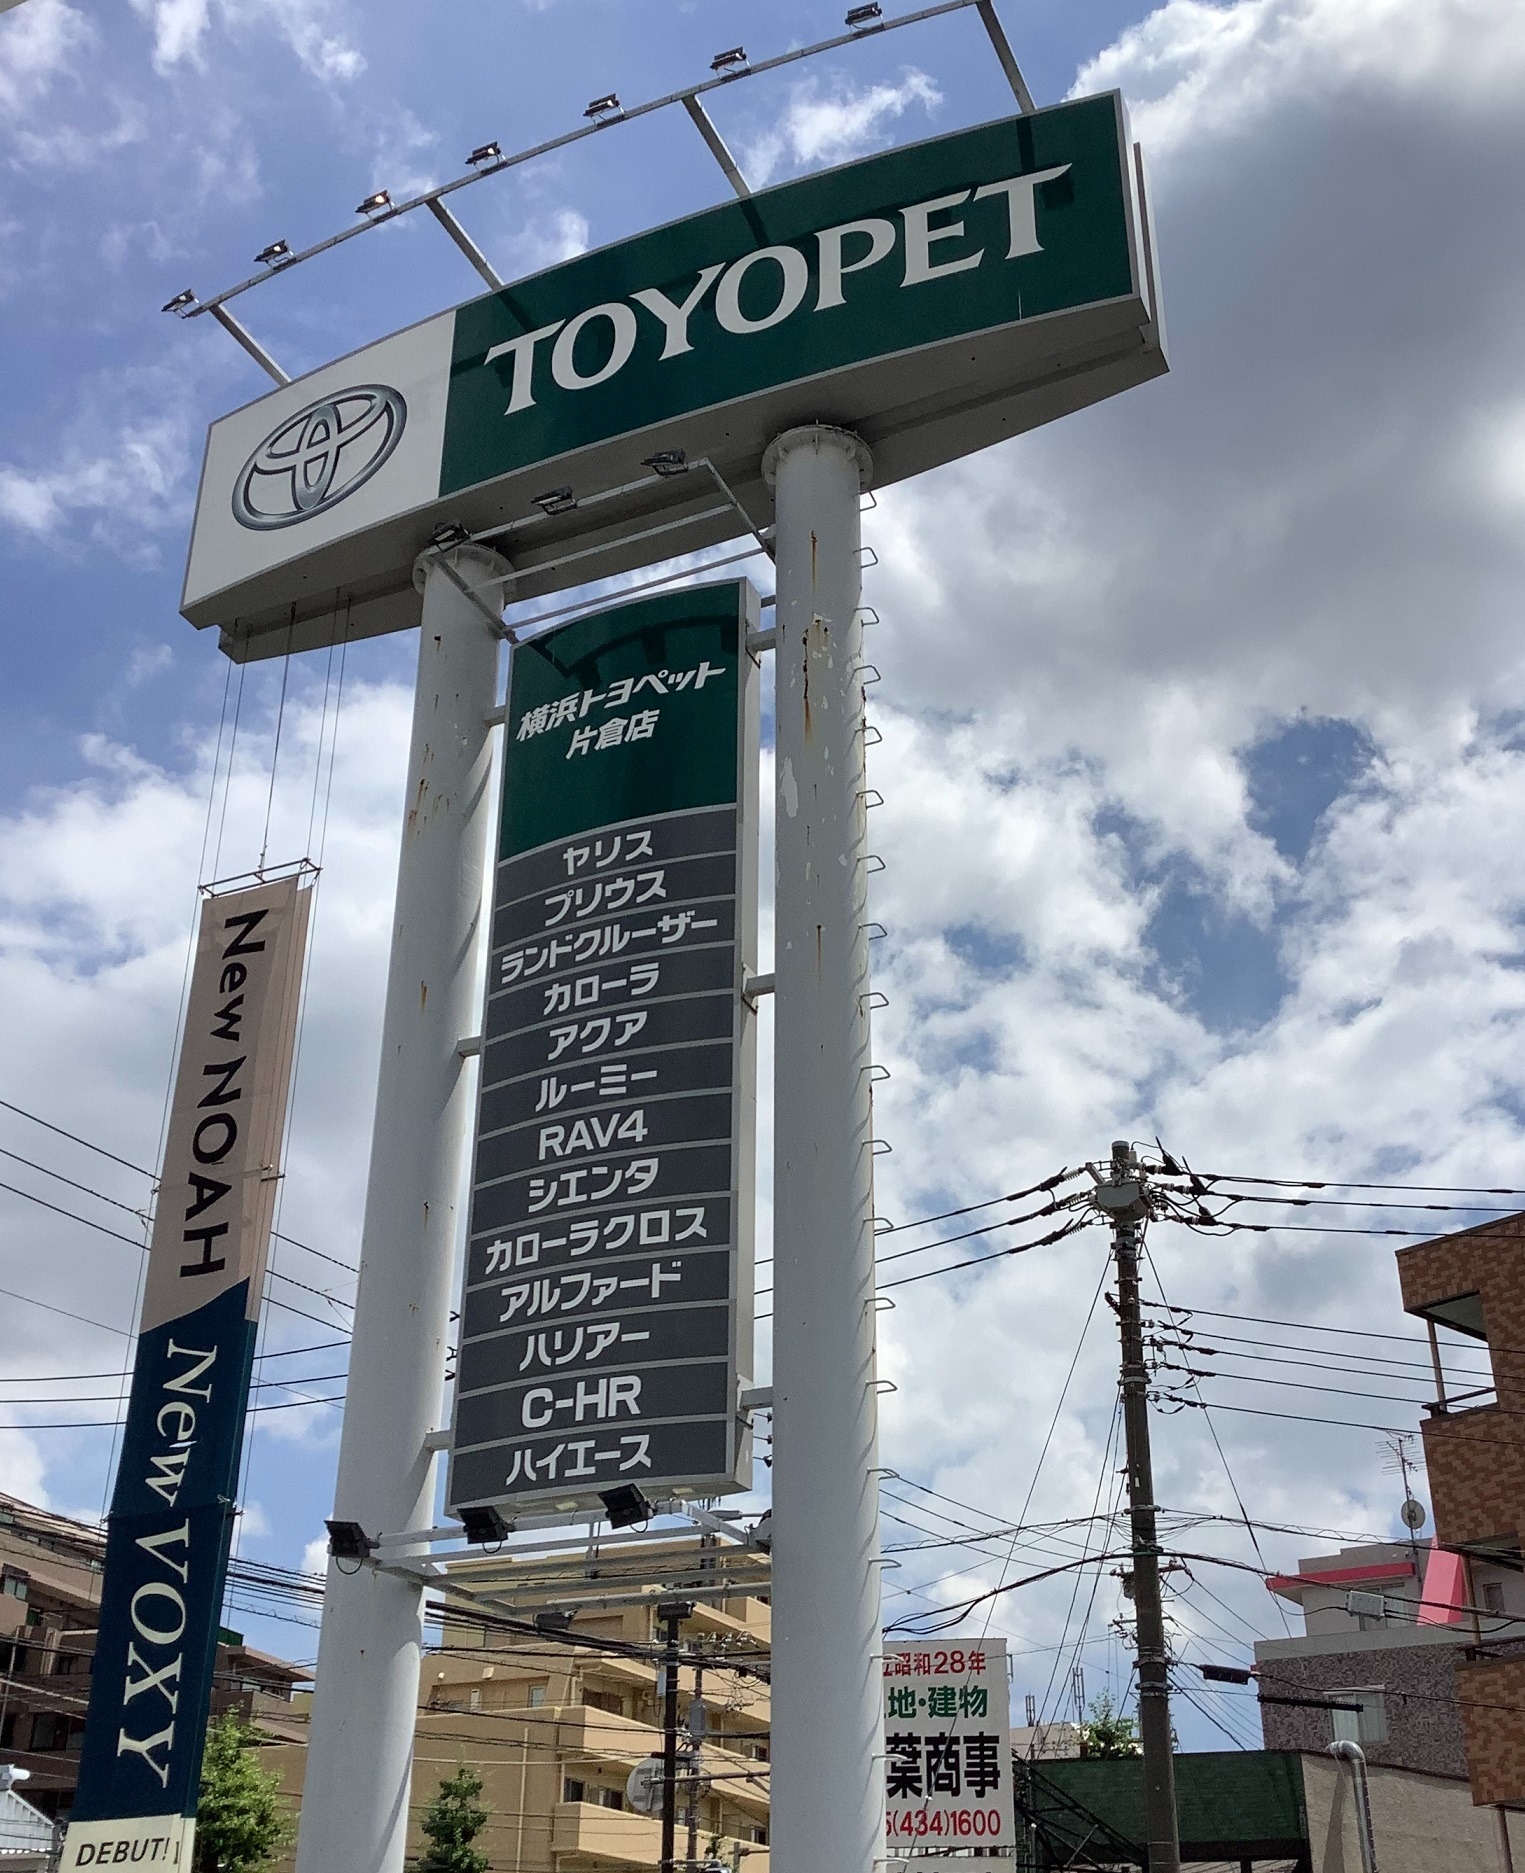 TOYOPET
横浜トヨペット
片倉店
ヤリス
プリウス
ランドクルーザー
カローラ
アクア
ルーミー
RAV4
シエンタ
カローラクロス
アルファード
ハリアー
C-HR
ハイエース
New NOAH
New VOXY
DEBUT!
昭和28年
地・建物
葉商事
(434)1600